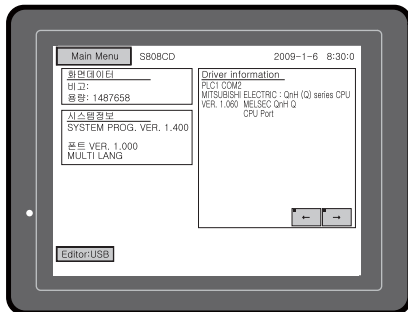 Main Menu S808CD 2009-1-6 8:30:0
화면데이터
비고:
용량: 1487658
시스템정보
SYSTEM PROG. VER. 1.400
폰트 VER. 1.000
MULTI LANG
Driver information
PLC1 COM2
MITSUBISHI ELECTRIC : QnH (Q) series CPU
VER. 1.060 MELSEC QnH Q
CPU Port
← →
Editor:USB